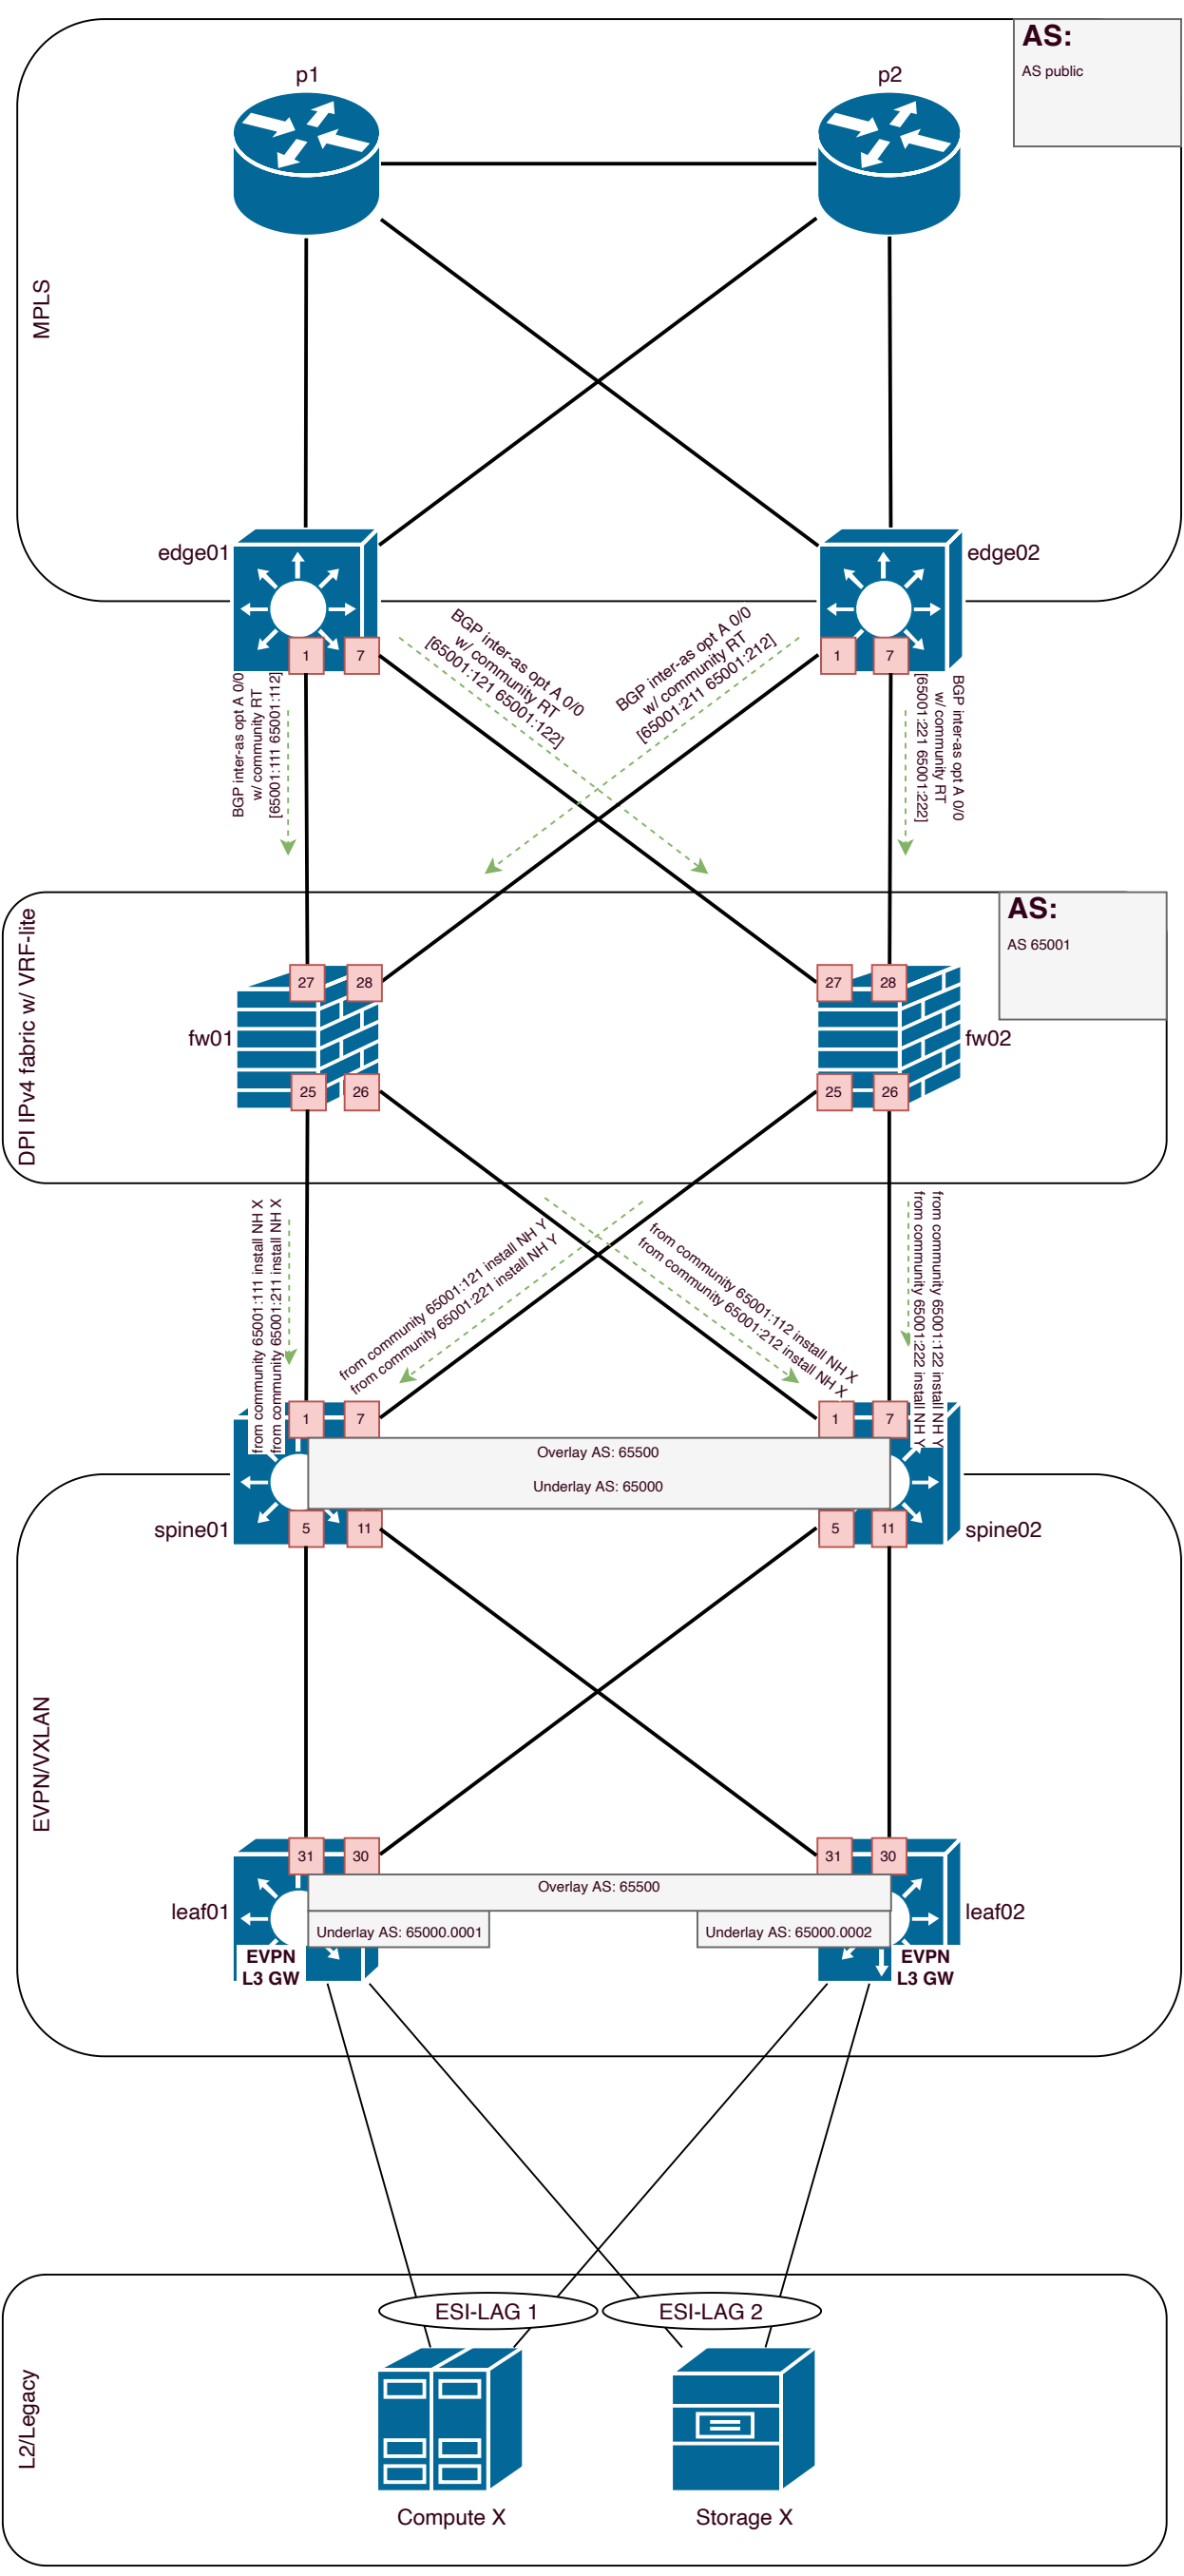 AS:
AS public
p1
p2
MPLS
edge01
edge02
1
7
1
7
BGP inter-as opt A 0/0
w/ community RT
[65001:111 65001:112]
BGP inter-as opt A 0/0
w/ community RT
[65001:121 65001:122]
BGP inter-as opt A 0/0
w/ community RT
[65001:211 65001:212]
BGP inter-as opt A 0/0
w/ community RT
[65001:221 65001:222]
DPI IPv4 fabric w/ VRF-lite
AS:
AS 65001
27
28
27
28
fw01
fw02
25
26
25
26
from community 65001:111 install NH X
from community 65001:211 install NH X
from community 65001:121 install NH Y
from community 65001:221 install NH Y
from community 65001:112 install NH X
from community 65001:212 install NH X
from community 65001:122 install NH Y
from community 65001:222 install NH Y
1
7
1
7
Overlay AS: 65500
Underlay AS: 65000
spine01
5
11
5
11
spine02
EVPN/VXLAN
31
30
31
30
Overlay AS: 65500
leaf01
leaf02
Underlay AS: 65000.0001
Underlay AS: 65000.0002
EVPN
L3 GW
EVPN
L3 GW
L2/Legacy
ESI-LAG 1
ESI-LAG 2
Compute X
Storage X